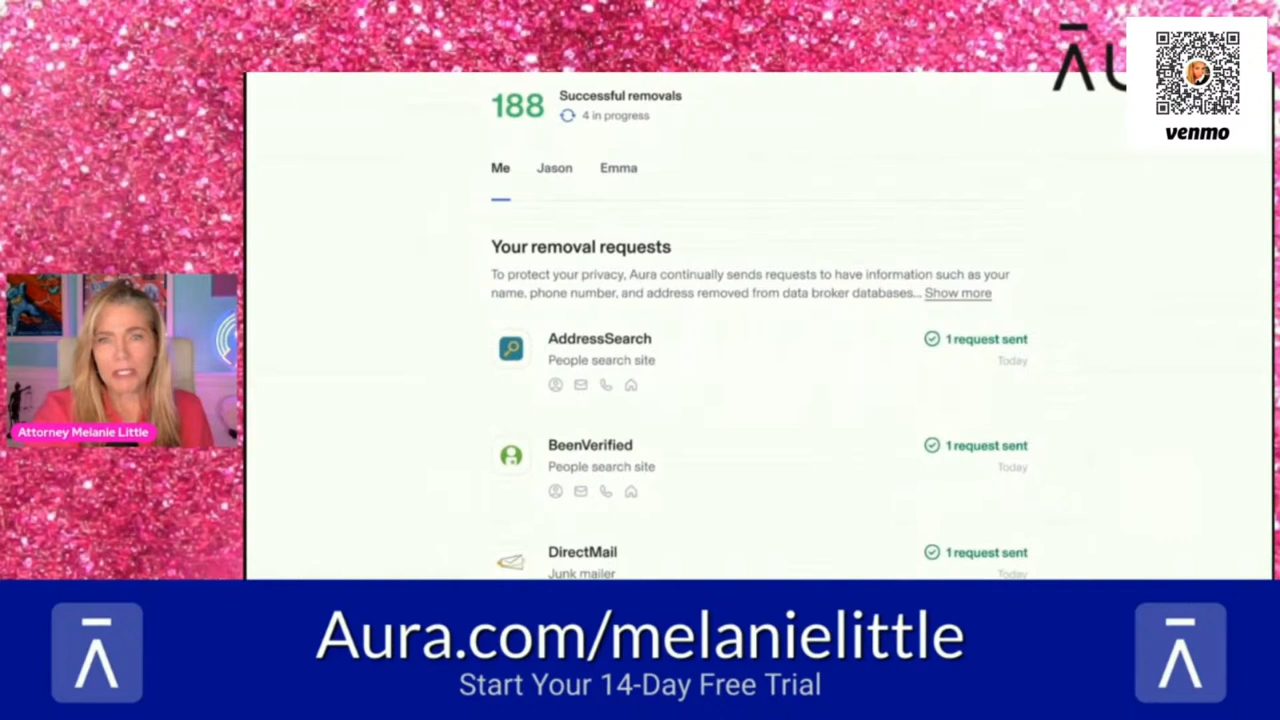 188
Successful removals
4 in progress
venmo
Me Jason Emma
Your removal requests
To protect your privacy, Aura continually sends requests to have information such as your
name, phone number, and address removed from data broker databases... Show more
AddressSearch
1 request sent
People search site
Today
Attorney Melanie Little
BeenVerified
1 request sent
People search site
Today
DirectMail
1 request sent
Junk mailer
Today
Aura.com/melanielittle
Start Your 14-Day Free Trial